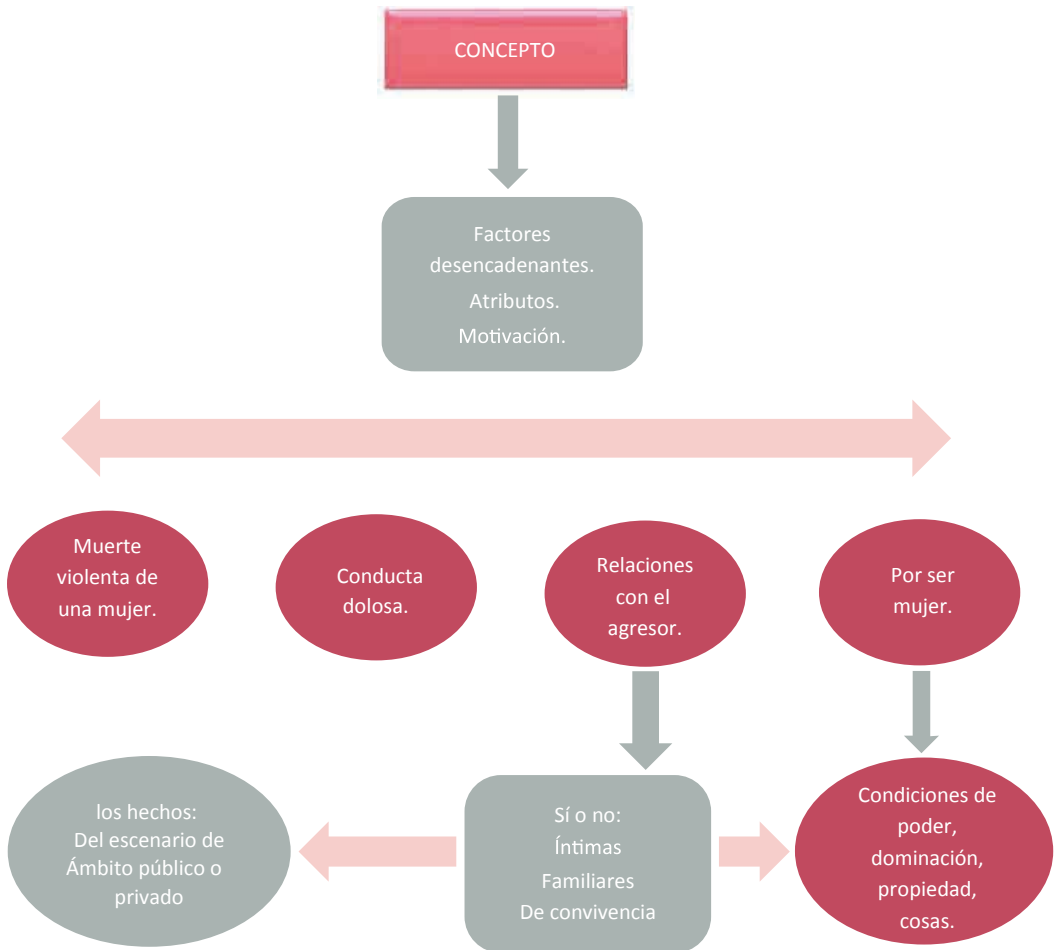 CONCEPTO
Factores
desencadenantes.
Atributos.
Motivación.
Muerte
violenta de
una mujer.
Conducta
dolosa.
Relaciones
con el
agresor.
Por ser
mujer.
los hechos:
Del escenario de
Ámbito público o
privado
Sí o no:
Íntimas
Familiares
De convivencia
Condiciones de
poder,
dominación,
propiedad,
cosas.